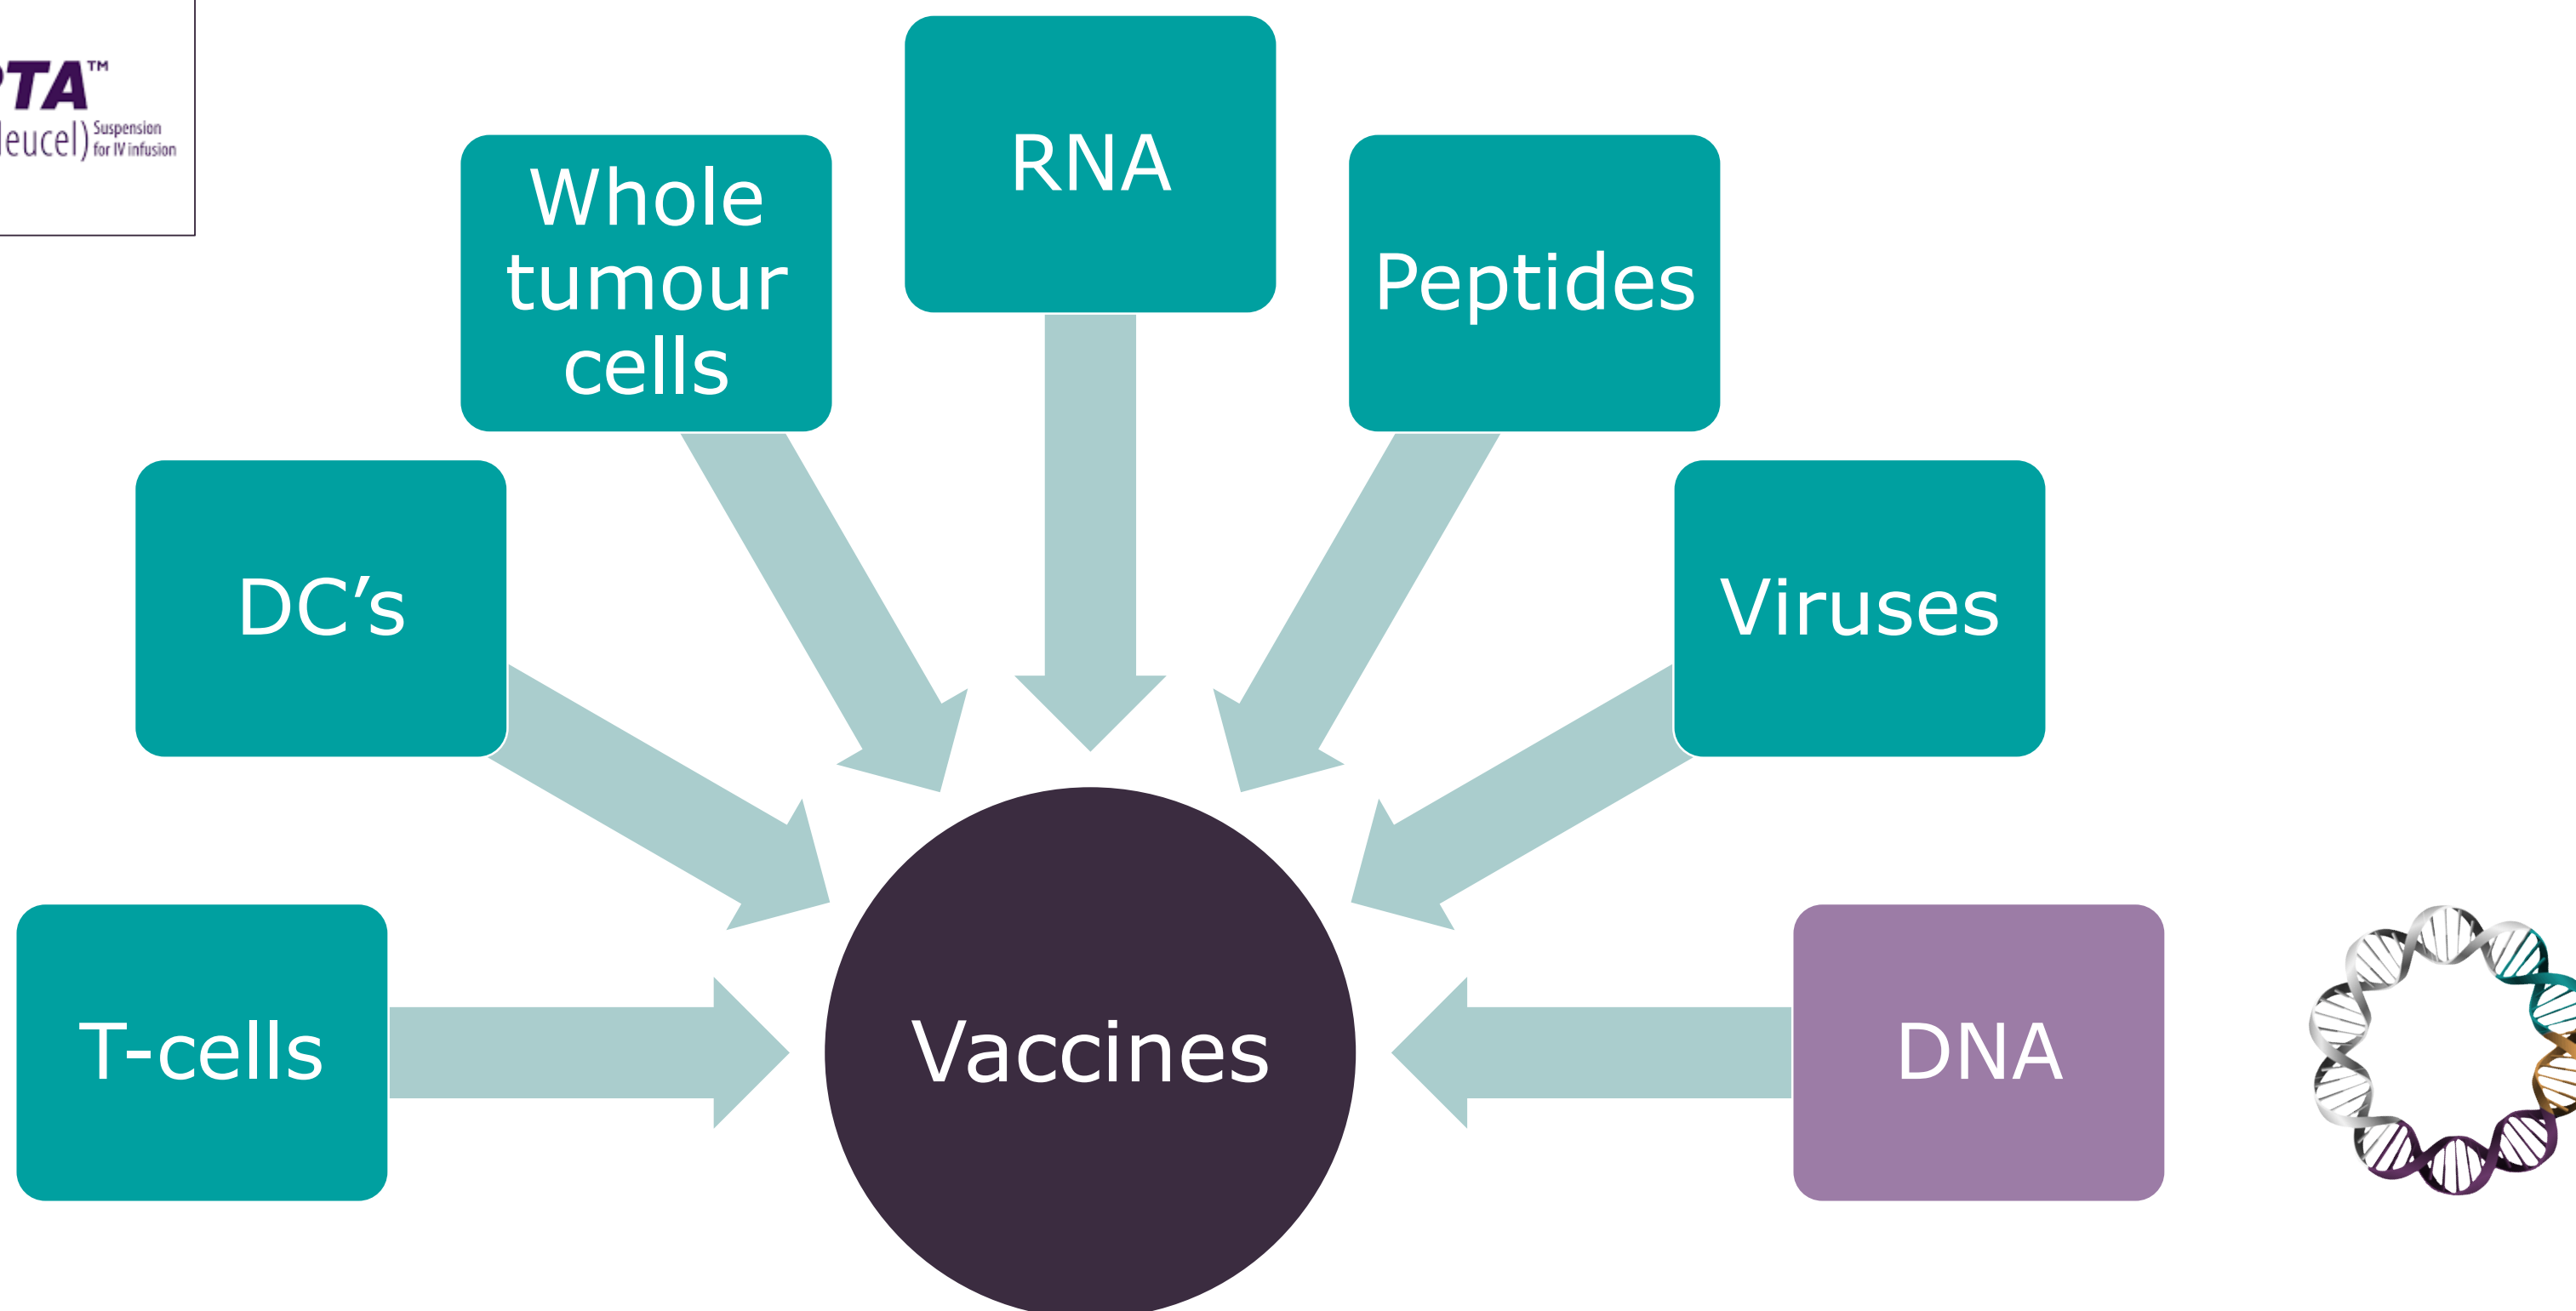 TA™
leucel) Suspension
for IV infusion
RNA
Whole
tumour
cells
Peptides
DC’s
Viruses
T-cells
Vaccines
DNA